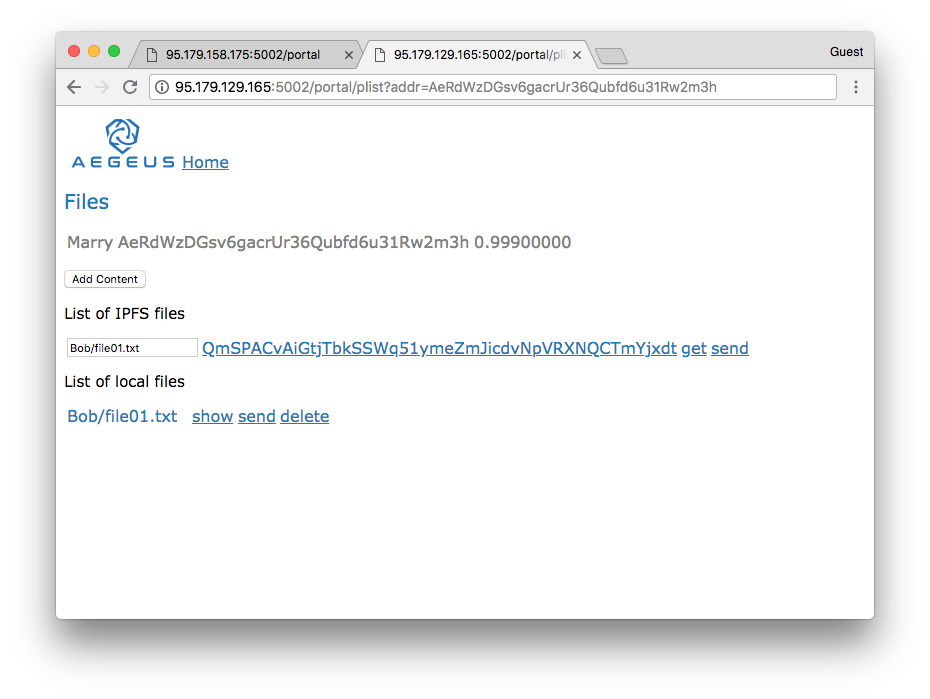 95.179.158.175:5002/portal 95.179.129.165:5002/portal/pli Guest
95.179.129.165:5002/portal/plist?addr=AeRdWzDGsv6gacrUr36Qubfd6u31Rw2m3h
AEGEUS Home
Files
Marry AeRdWzDGsv6gacrUr36Qubfd6u31Rw2m3h 0.99900000
Add Content
List of IPFS files
Bob/file01.txt QmSPACvAiGtjTbkSSWq51ymeZmJicdvNpVRXNQCTmYjxdt get send
List of local files
Bob/file01.txt show send delete